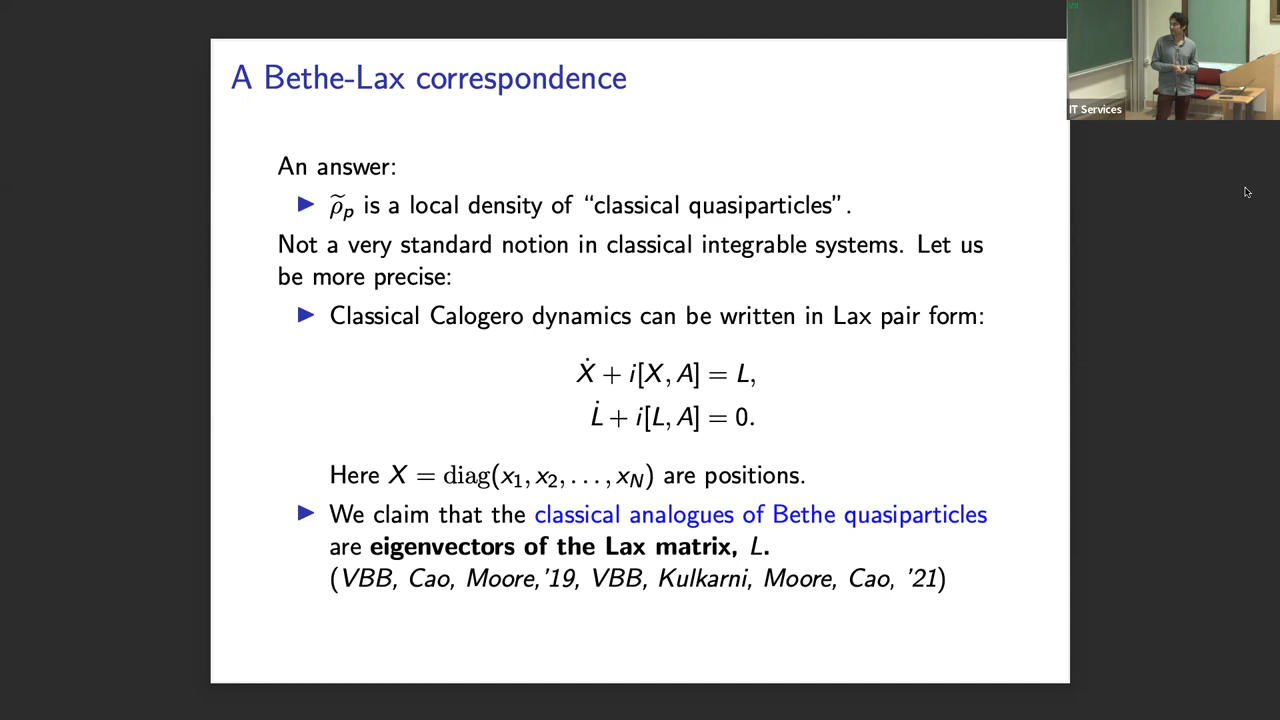 A Bethe-Lax correspondence
IT Services
An answer:
▶ ρ̃ₚ is a local density of “classical quasiparticles”.
Not a very standard notion in classical integrable systems. Let us
be more precise:
▶ Classical Calogero dynamics can be written in Lax pair form:
Ẋ + i[X, A] = L,
L̇ + i[L, A] = 0.
Here X = diag(x₁, x₂, . . . , x_N) are positions.
▶ We claim that the classical analogues of Bethe quasiparticles
are eigenvectors of the Lax matrix, L.
(VBB, Cao, Moore,’19, VBB, Kulkarni, Moore, Cao, ’21)